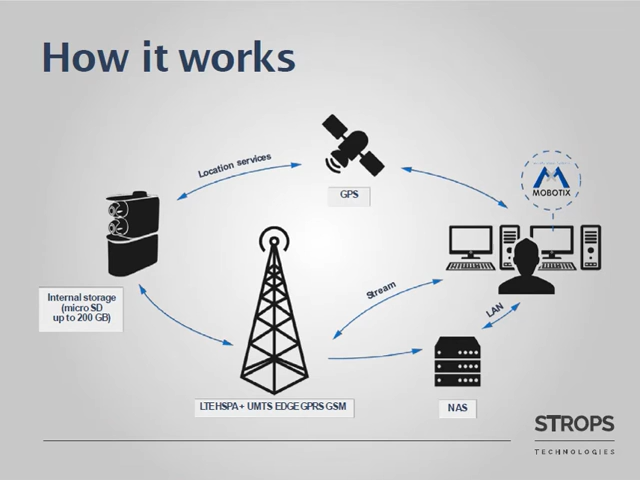 How it works
Location services
GPS
MOBOTIX
Internal storage
(micro SD
up to 200 GB)
Stream
LAN
LTE HSPA+ UMTS EDGE GPRS GSM
NAS
STROPS
TECHNOLOGIES